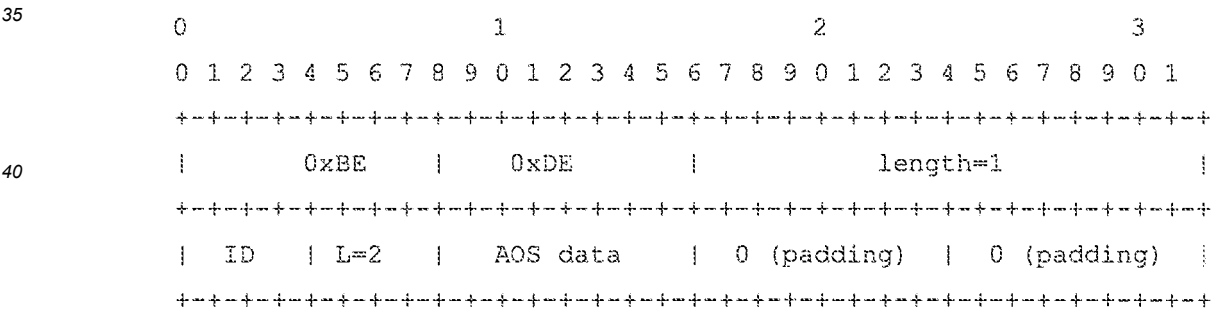 35
0 1 2 3
0 1 2 3 4 5 6 7 8 9 0 1 2 3 4 5 6 7 8 9 0 1 2 3 4 5 6 7 8 9 0 1
+-+-+-+-+-+-+-+-+-+-+-+-+-+-+-+-+-+-+-+-+-+-+-+-+-+-+-+-+-+-+-+-+
40
| 0xBE | 0xDE | length=1 |
+-+-+-+-+-+-+-+-+-+-+-+-+-+-+-+-+-+-+-+-+-+-+-+-+-+-+-+-+-+-+-+-+
| ID | L=2 | AOS data | 0 (padding) | 0 (padding) |
+-+-+-+-+-+-+-+-+-+-+-+-+-+-+-+-+-+-+-+-+-+-+-+-+-+-+-+-+-+-+-+-+